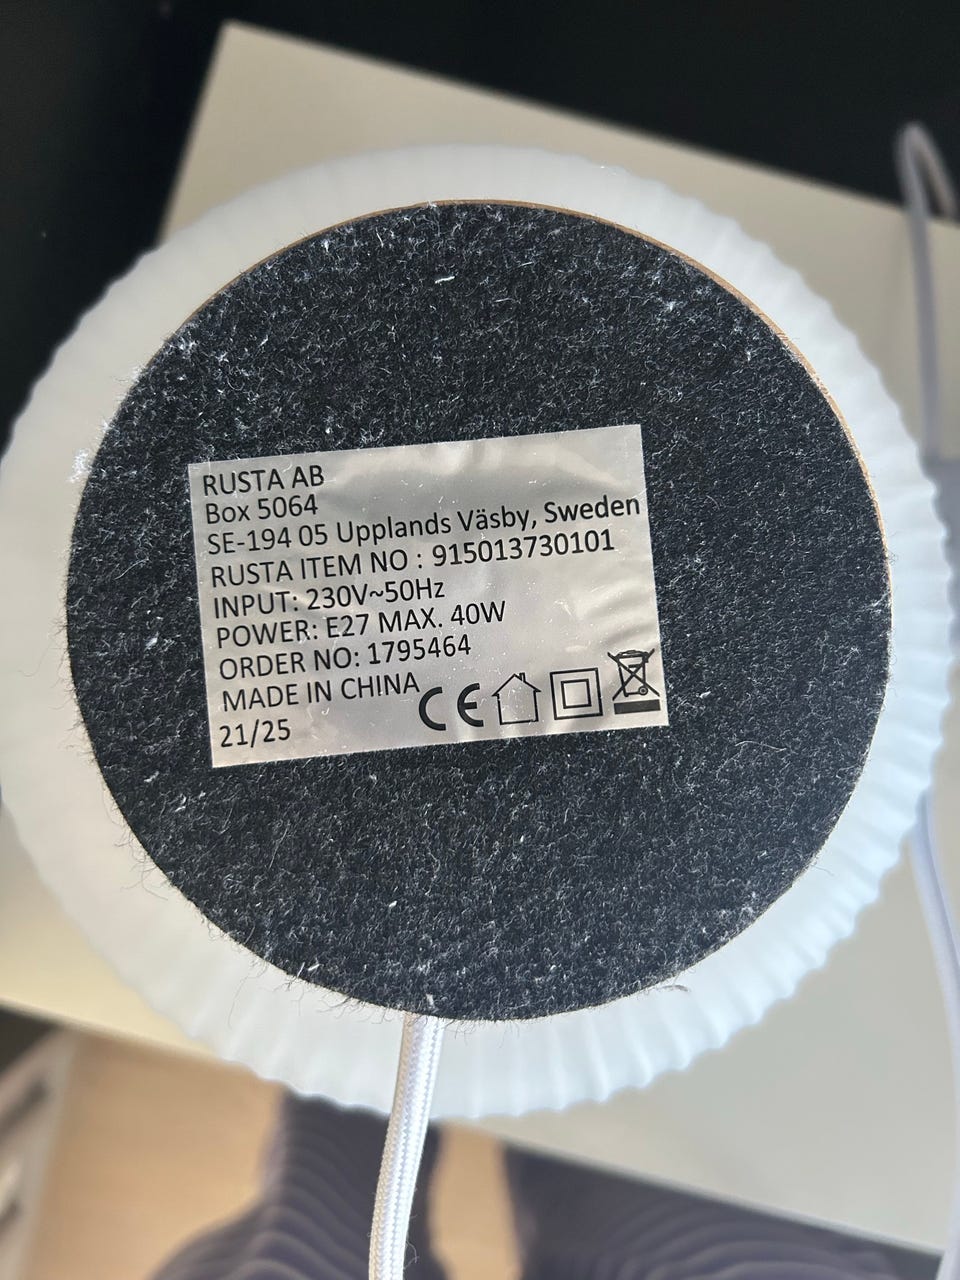 RUSTA AB
Box 5064
SE-194 05 Upplands Väsby, Sweden
RUSTA ITEM NO : 915013730101
INPUT: 230V~50Hz
POWER: E27 MAX. 40W
ORDER NO: 1795464
MADE IN CHINA
CE
21/25